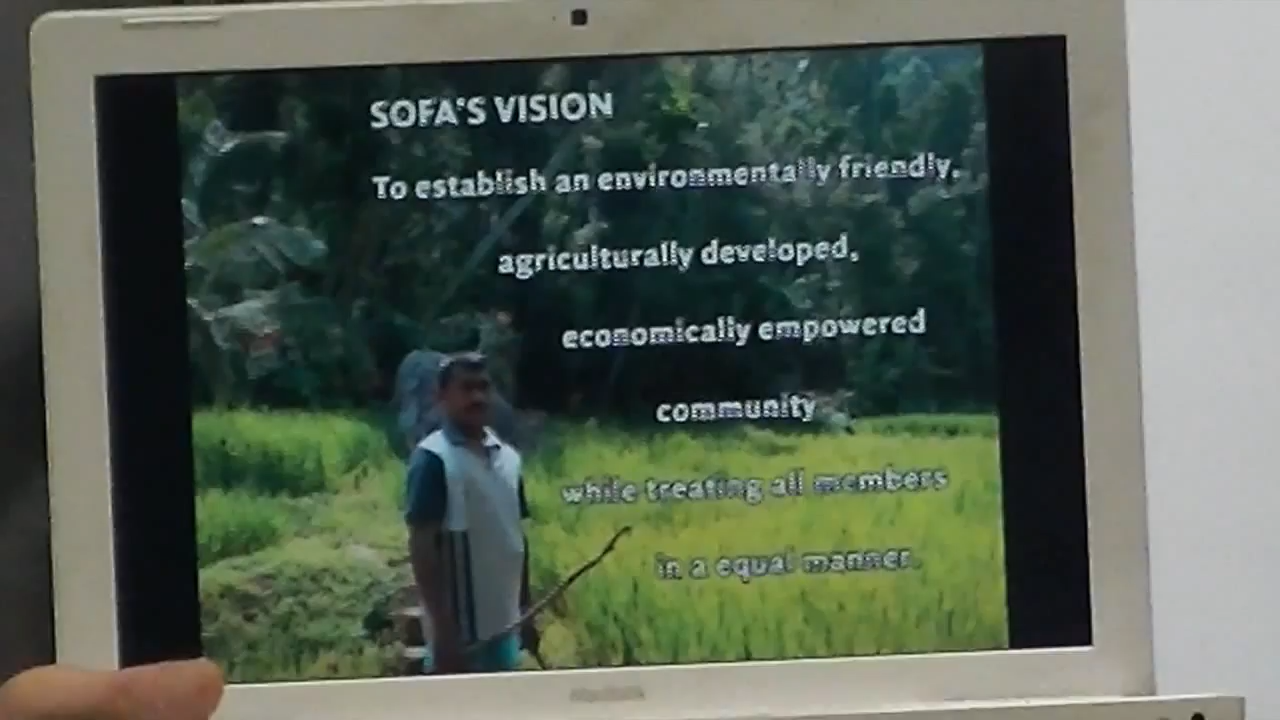 SOFA'S VISION
To establish an environmentally friendly,
agriculturally developed,
economically empowered
community
while treating all members
in a equal manner.
MacBook